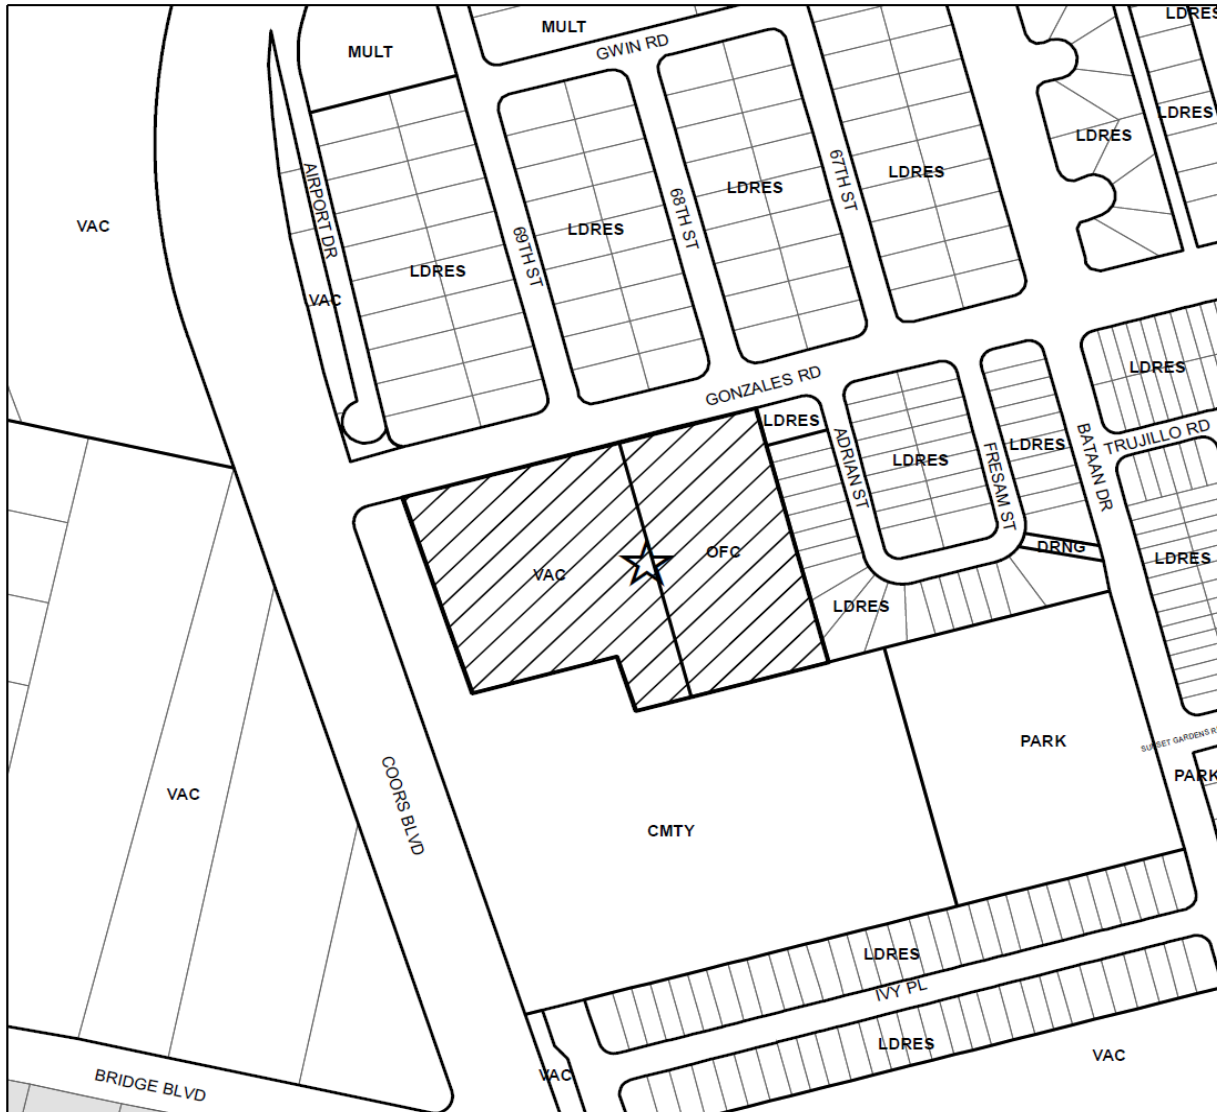 LDRES
MULT
MULT
GWIN RD
LDRES
LDRES
AIRPORT DR
67TH ST
LDRES
LDRES
68TH ST
VAC
69TH ST
LDRES
LDRES
VAC
LDRES
GONZALES RD
LDRES
ADRIAN ST
LDRES
FRESAM ST
LDRES
BATAAN DR
TRUJILLO RD
VAC
OFC
DRNG
LDRES
LDRES
PARK
SUNSET GARDENS R
PARK
COORS BLVD
VAC
CMTY
LDRES
IVY PL
LDRES
VAC
VAC
BRIDGE BLVD